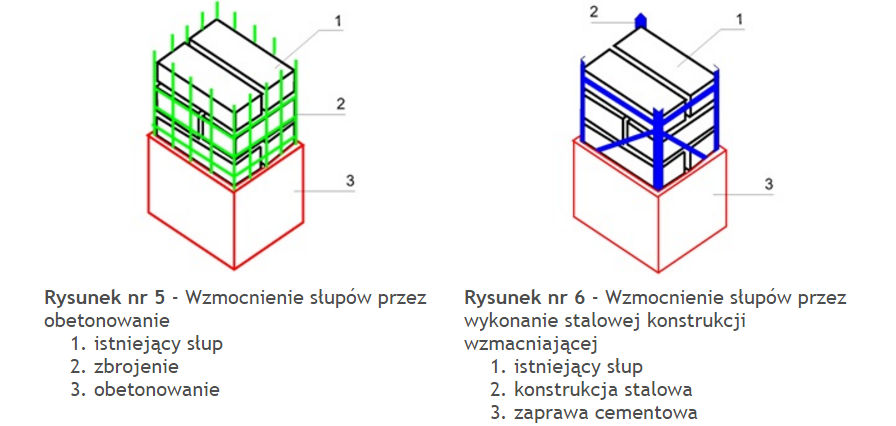 1
2
3
Rysunek nr 5 - Wzmocnienie słupów przez
obetonowanie
1. istniejący słup
2. zbrojenie
3. obetonowanie
2
1
3
Rysunek nr 6 - Wzmocnienie słupów przez
wykonanie stalowej konstrukcji
wzmacniającej
1. istniejący słup
2. konstrukcja stalowa
3. zaprawa cementowa